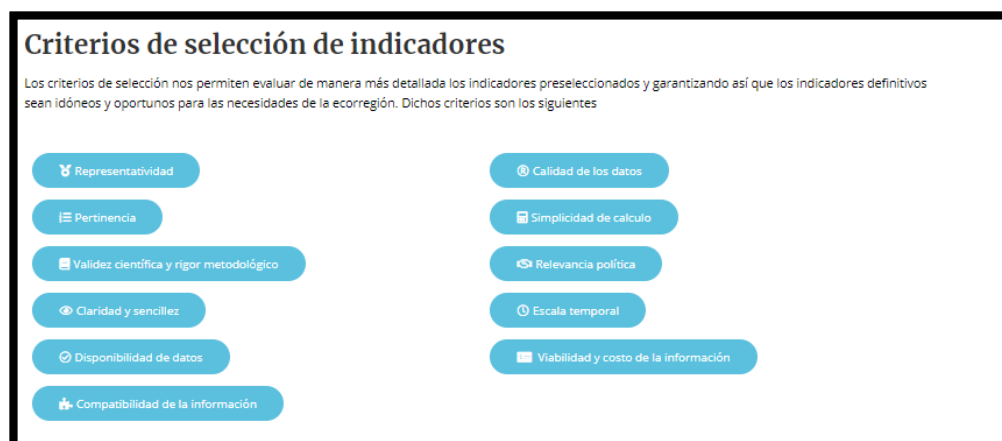 Criterios de selección de indicadores
Los criterios de selección nos permiten evaluar de manera más detallada los indicadores preseleccionados y garantizando así que los indicadores definitivos
sean idóneos y oportunos para las necesidades de la ecorregión. Dichos criterios son los siguientes
Representatividad
Pertinencia
Validez científica y rigor metodológico
Claridad y sencillez
Disponibilidad de datos
Compatibilidad de la información
Calidad de los datos
Simplicidad de calculo
Relevancia política
Escala temporal
Viabilidad y costo de la información